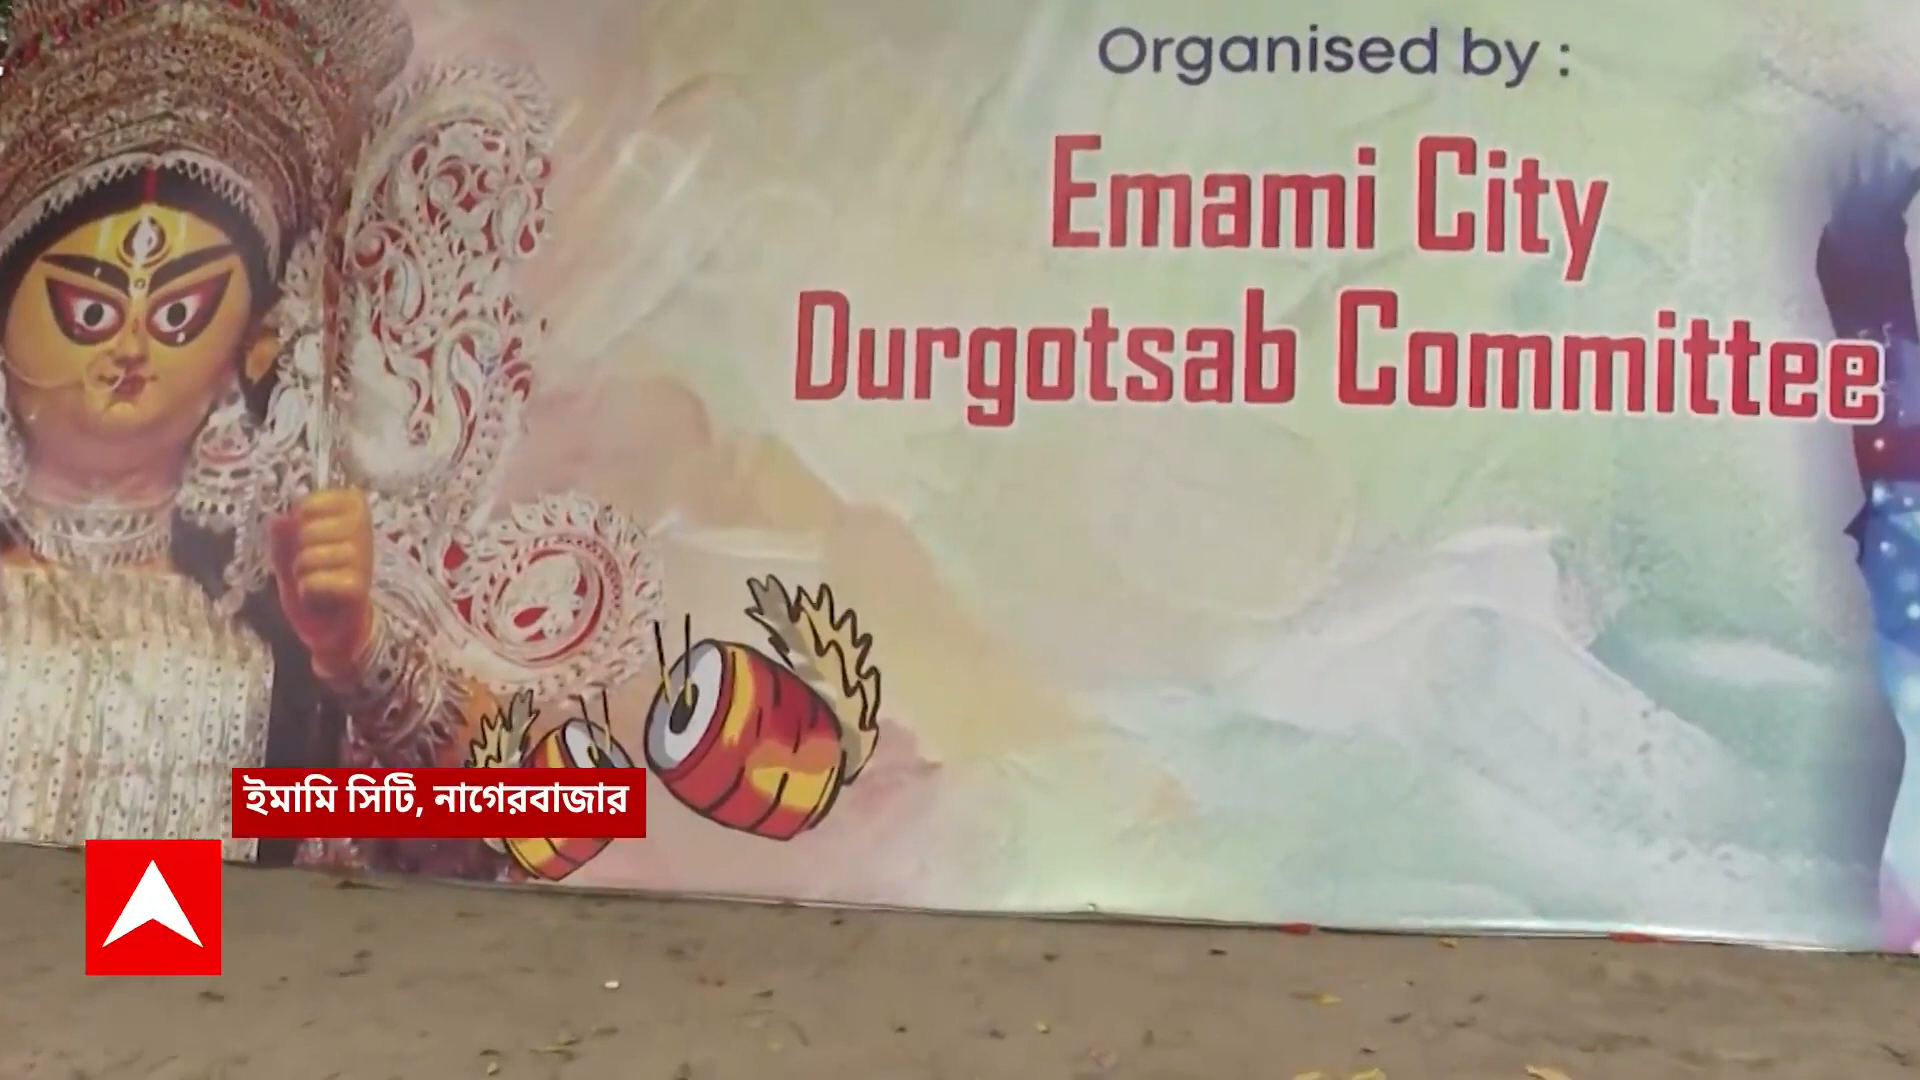 Organised by :
Emami City
Durgotsab Committee
ইমামি সিটি, নাগেরবাজার